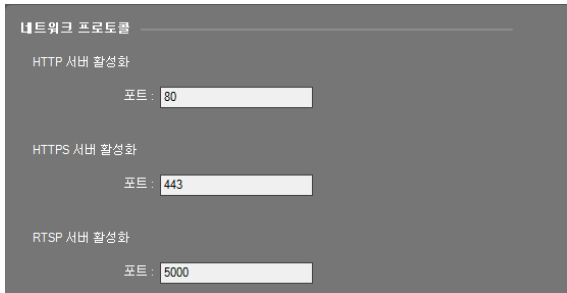 네트워크 프로토콜
HTTP 서버 활성화
포트 : 80
HTTPS 서버 활성화
포트 : 443
RTSP 서버 활성화
포트 : 5000